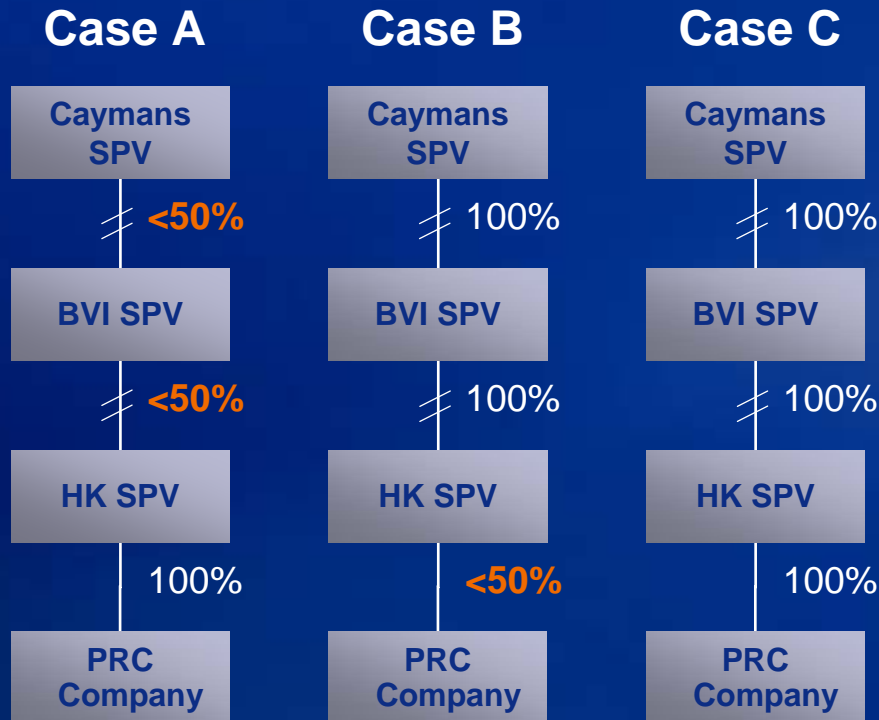 Case A
Case B
Case C
Caymans
SPV
Caymans
SPV
Caymans
SPV
<50%
100%
100%
BVI SPV
BVI SPV
BVI SPV
<50%
100%
100%
HK SPV
HK SPV
HK SPV
100%
<50%
100%
PRC
Company
PRC
Company
PRC
Company